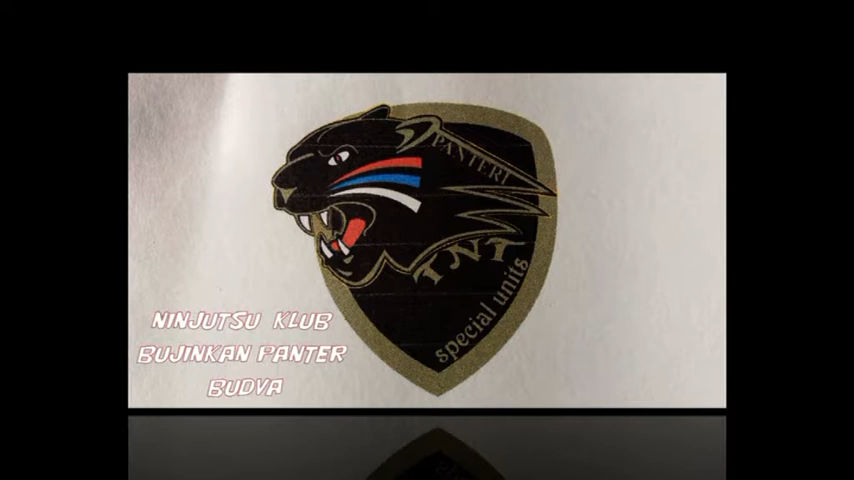 PANTERI
TNT
special units
NINJUTSU KLUB
BUJINKAN PANTER
BUDVA